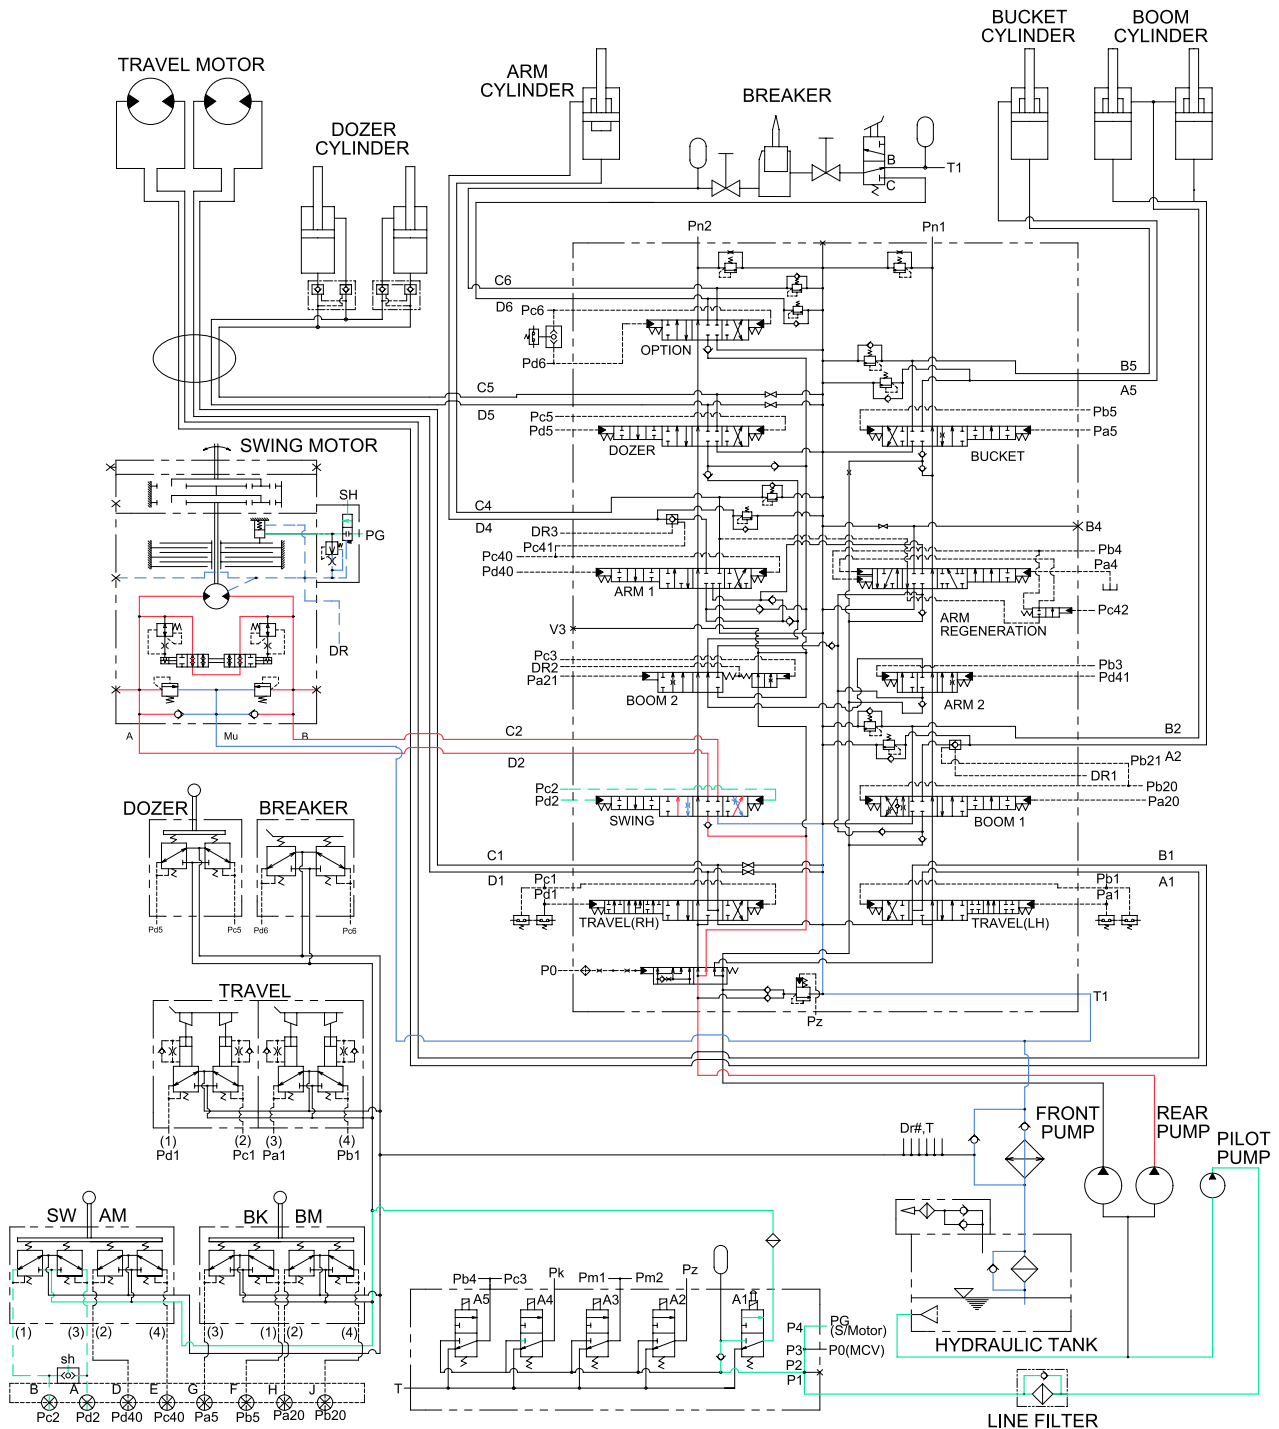 BUCKET
CYLINDER
BOOM
CYLINDER
TRAVEL MOTOR
ARM
CYLINDER
BREAKER
DOZER
CYLINDER
B
C
T1
Pn2
Pn1
C6
D6
Pc6
Pd6
OPTION
B5
A5
C5
D5
Pc5
Pd5
DOZER
Pb5
Pa5
BUCKET
SWING MOTOR
SH
PG
C4
D4
DR3
Pc41
Pc40
Pd40
ARM 1
B4
Pb4
Pa4
Pc42
ARM
REGENERATION
V3
DR
Pc3
DR2
Pa21
BOOM 2
Pb3
Pd41
ARM 2
A
Mu
B
C2
D2
B2
A2
Pb21
DR1
Pb20
Pa20
BOOM 1
Pc2
Pd2
SWING
DOZER
BREAKER
Pd5
Pc5
Pd6
Pc6
C1
D1
Pc1
Pd1
TRAVEL(RH)
B1
A1
Pb1
Pa1
TRAVEL(LH)
P0
Pz
T1
TRAVEL
(1)
Pd1
(2)
Pc1
(3)
Pa1
(4)
Pb1
Dr#,T
FRONT
PUMP
REAR
PUMP
PILOT
PUMP
SW AM
BK BM
(1)
(3)
(2)
(4)
(3)
(1)
(2)
(4)
sh
B
A
D
E
G
F
H
J
Pc2
Pd2
Pd40
Pc40
Pa5
Pb5
Pa20
Pb20
Pb4
Pc3
Pk
Pm1
Pm2
Pz
A5
A4
A3
A2
A1
T
P4
PG
(S/Motor)
P3
P0(MCV)
P2
P1
HYDRAULIC TANK
LINE FILTER